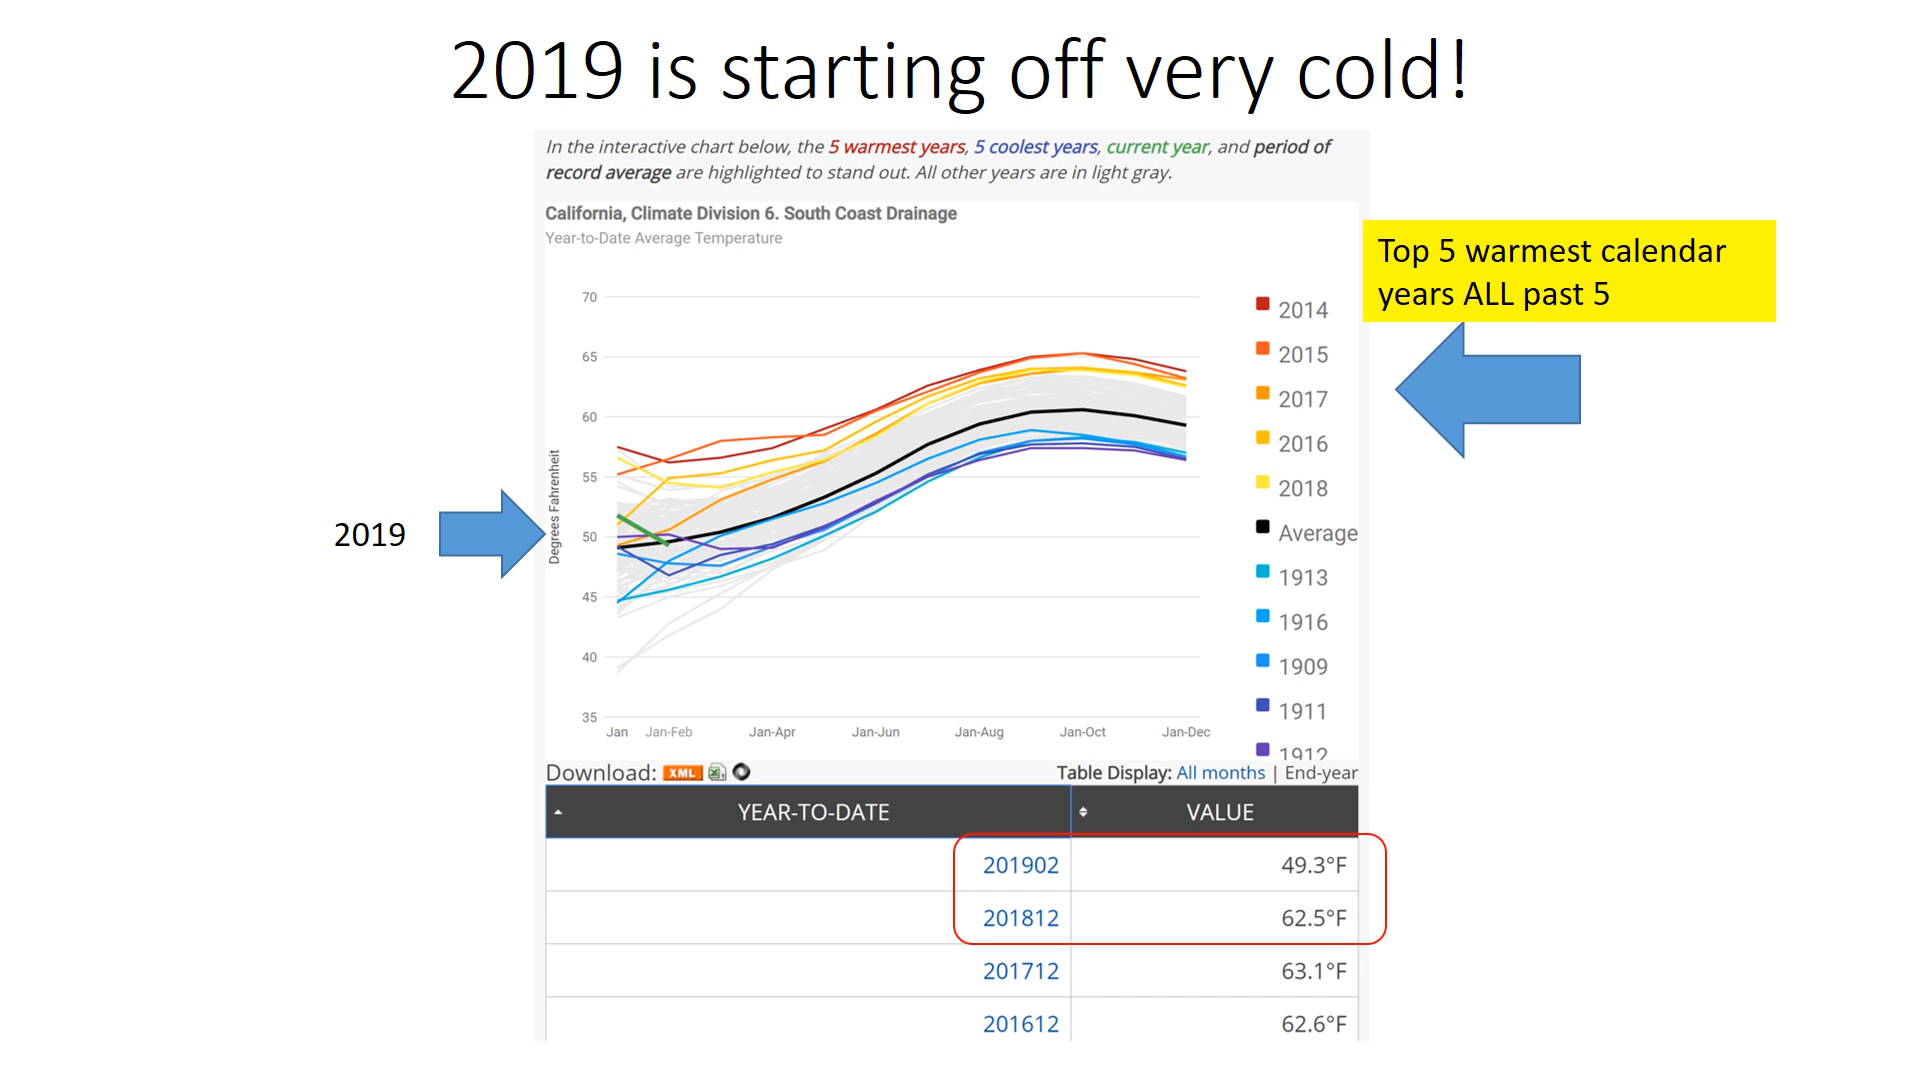 2019 is starting off very cold!
In the interactive chart below, the 5 warmest years, 5 coolest years, current year, and period of
record average are highlighted to stand out. All other years are in light gray.
California, Climate Division 6. South Coast Drainage
Year-to-Date Average Temperature
Top 5 warmest calendar
years ALL past 5
2019
Degrees Fahrenheit
70
65
60
55
50
45
40
35
Jan
Jan-Feb
Jan-Apr
Jan-Jun
Jan-Aug
Jan-Oct
Jan-Dec
2014
2015
2017
2016
2018
Average
1913
1916
1909
1911
1912
Download: XML
Table Display: All months | End-year
YEAR-TO-DATE VALUE
201902 49.3°F
201812 62.5°F
201712 63.1°F
201612 62.6°F